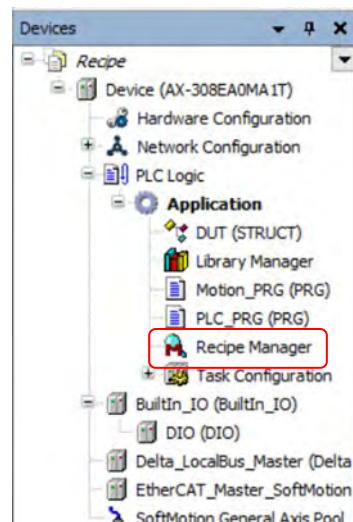 Devices
Recipe
Device (AX-308EA0MA1T)
Hardware Configuration
Network Configuration
PLC Logic
Application
DUT (STRUCT)
Library Manager
Motion_PRG (PRG)
PLC_PRG (PRG)
Recipe Manager
Task Configuration
BuiltIn_IO (BuiltIn_IO)
DIO (DIO)
Delta_LocalBus_Master (Delta
EtherCAT_Master_SoftMotion
SoftMotion General Axis Pool